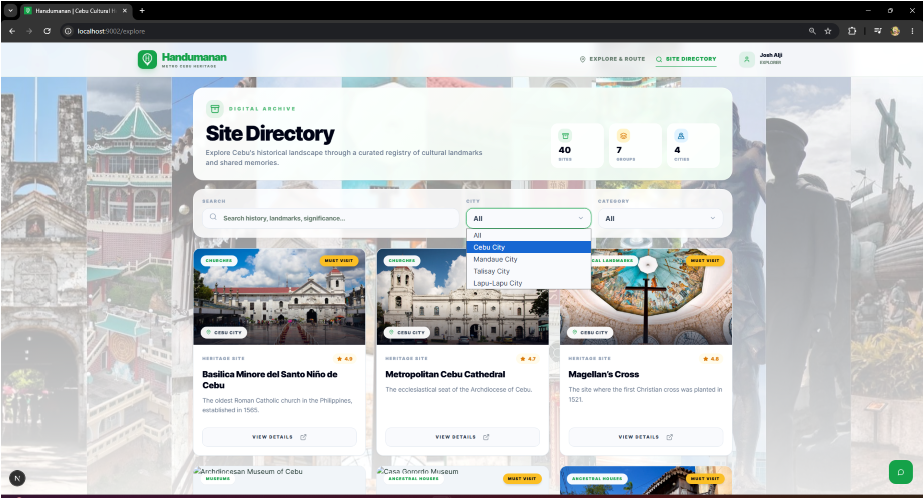 Handumanan | Cebu Cultural H
localhost:9002/explore
Handumanan
METRO CEBU HERITAGE
EXPLORE & ROUTE
SITE DIRECTORY
Josh Alji
EXPLORER
DIGITAL ARCHIVE
Site Directory
Explore Cebu's historical landscape through a curated registry of cultural landmarks
and shared memories.
40
SITES
7
GROUPS
4
CITIES
SEARCH
Search history, landmarks, significance...
CITY
All
CATEGORY
All
All
Cebu City
Mandaue City
Talisay City
Lapu-Lapu City
CHURCHES
MUST VISIT
CEBU CITY
HERITAGE SITE
4.9
Basilica Minore del Santo Niño de
Cebu
The oldest Roman Catholic church in the Philippines,
established in 1565.
VIEW DETAILS
CHURCHES
CEBU CITY
HERITAGE SITE
4.7
Metropolitan Cebu Cathedral
The ecclesiastical seat of the Archdiocese of Cebu.
VIEW DETAILS
CAL LANDMARKS
MUST VISIT
CEBU CITY
HERITAGE SITE
4.8
Magellan's Cross
The site where the first Christian cross was planted in
1521.
VIEW DETAILS
Archdiocesan Museum of Cebu
MUSEUMS
Casa Gorordo Museum
ANCESTRAL HOUSES
MUST VISIT
ANCESTRAL HOUSES
MUST VISIT
N